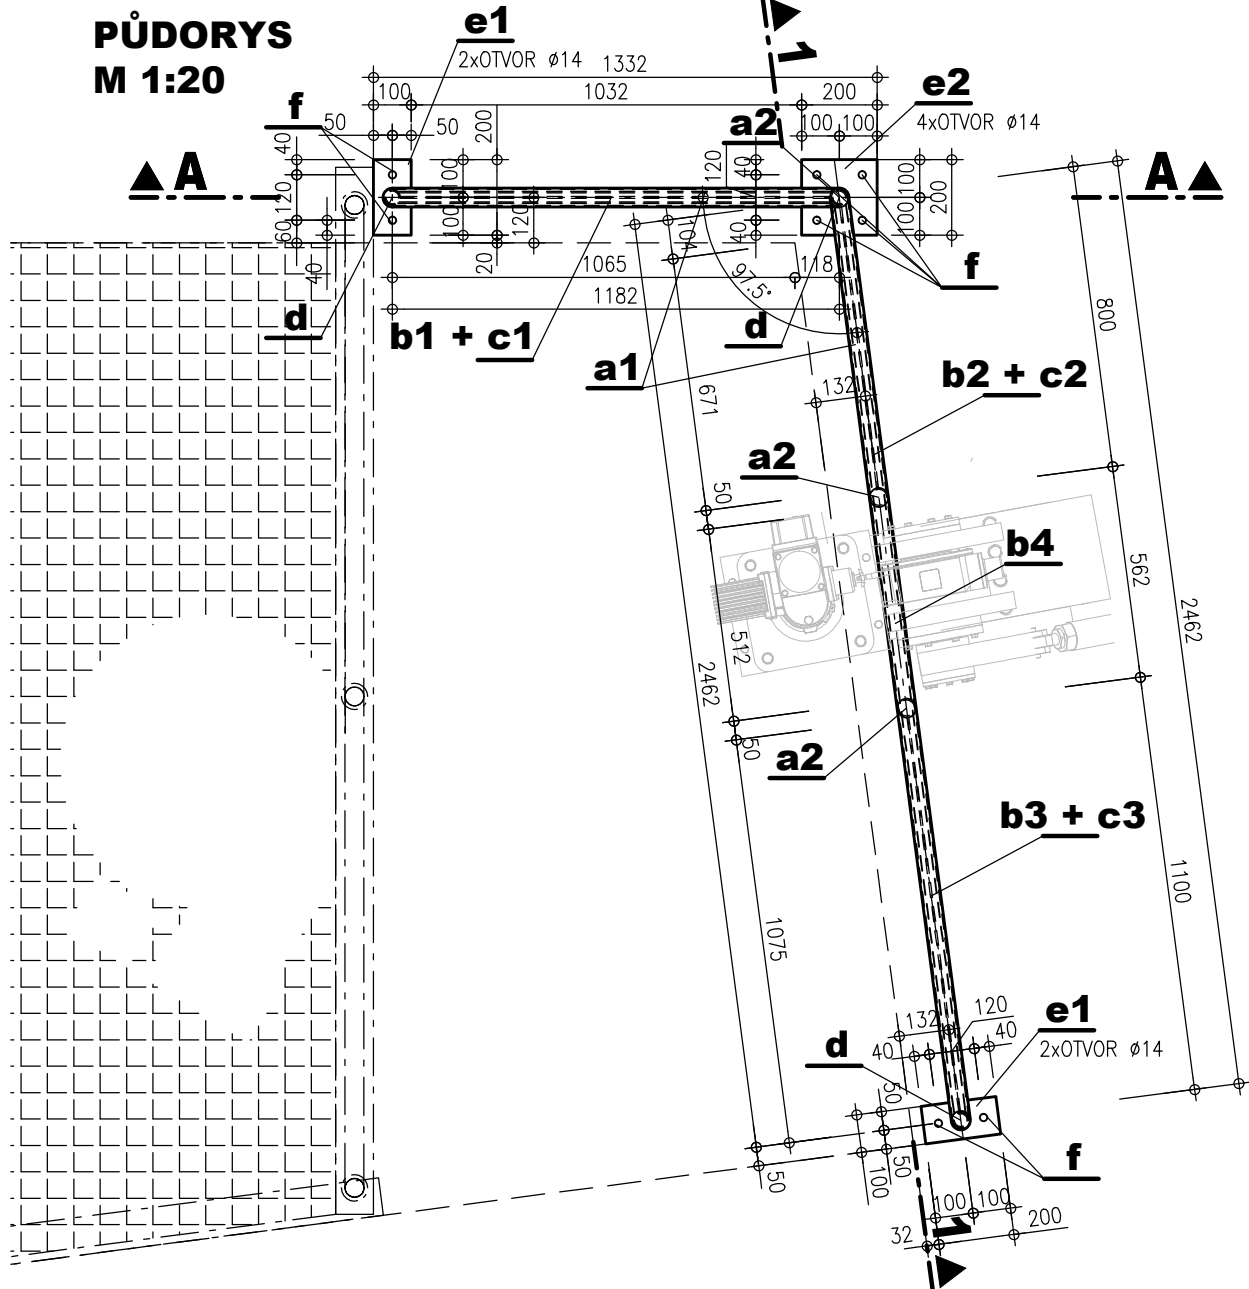 PŮDORYS
M 1:20
e1
2xOTVOR ø14
1332
1
e2
4xOTVOR ø14
100
1032
200
f
50
50
200
a2
100
100
40
100
120
40
100
200
A
A
120
60
40
100
120
20
40
100
104
1065
118
f
1182
97.5°
d
b1 + c1
d
a1
800
b2 + c2
132
671
a2
50
b4
562
512
2462
2462
50
a2
b3 + c3
1100
1075
120
e1
2xOTVOR ø14
132
40
d
40
50
f
50
100
50
100
100
200
32
1